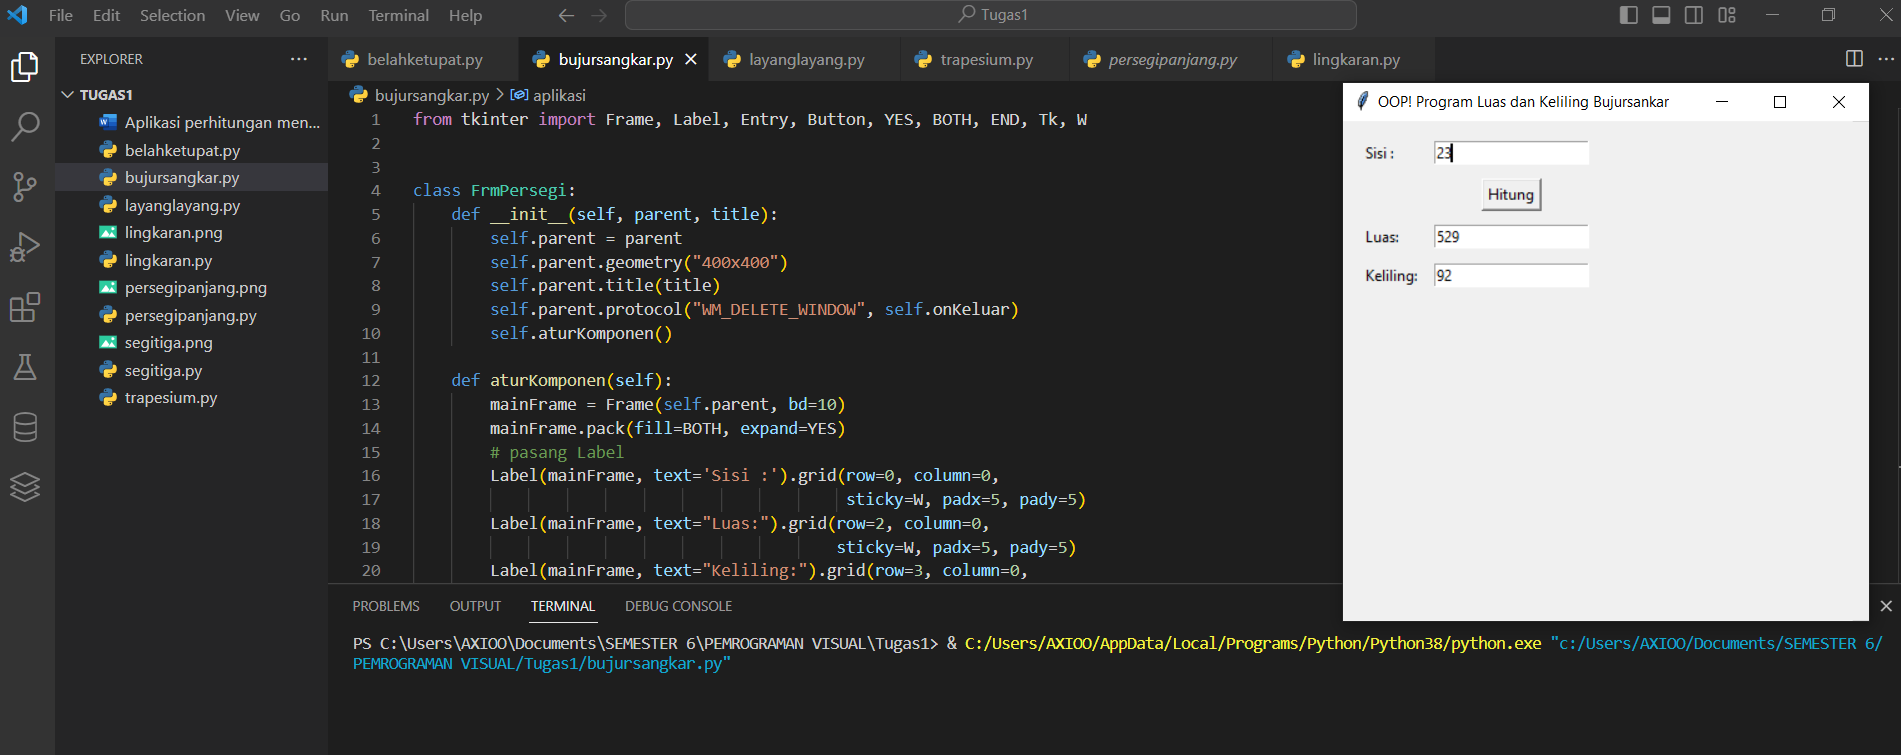 File Edit Selection View Go Run Terminal Help
Tugas1
EXPLORER
TUGAS1
Aplikasi perhitungan men...
belahketupat.py
bujursangkar.py
layanglayang.py
lingkaran.png
lingkaran.py
persegipanjang.png
persegipanjang.py
segitiga.png
segitiga.py
trapesium.py
belahketupat.py bujursangkar.py layanglayang.py trapesium.py persegipanjang.py lingkaran.py
bujursangkar.py > aplikasi
1 from tkinter import Frame, Label, Entry, Button, YES, BOTH, END, Tk, W
2
3
4 class FrmPersegi:
5 def __init__(self, parent, title):
6 self.parent = parent
7 self.parent.geometry("400x400")
8 self.parent.title(title)
9 self.parent.protocol("WM_DELETE_WINDOW", self.onKeluar)
10 self.aturKomponen()
11
12 def aturKomponen(self):
13 mainFrame = Frame(self.parent, bd=10)
14 mainFrame.pack(fill=BOTH, expand=YES)
15 # pasang Label
16 Label(mainFrame, text='Sisi :').grid(row=0, column=0,
17 sticky=W, padx=5, pady=5)
18 Label(mainFrame, text="Luas:").grid(row=2, column=0,
19 sticky=W, padx=5, pady=5)
20 Label(mainFrame, text="Keliling:").grid(row=3, column=0,
OOP! Program Luas dan Keliling Bujursankar
Sisi : 23
Hitung
Luas: 529
Keliling: 92
PROBLEMS OUTPUT TERMINAL DEBUG CONSOLE
PS C:\Users\AXIOO\Documents\SEMESTER 6\PEMROGRAMAN VISUAL\Tugas1> & C:/Users/AXIOO/AppData/Local/Programs/Python/Python38/python.exe "c:/Users/AXIOO/Documents/SEMESTER 6/
PEMROGRAMAN VISUAL/Tugas1/bujursangkar.py"